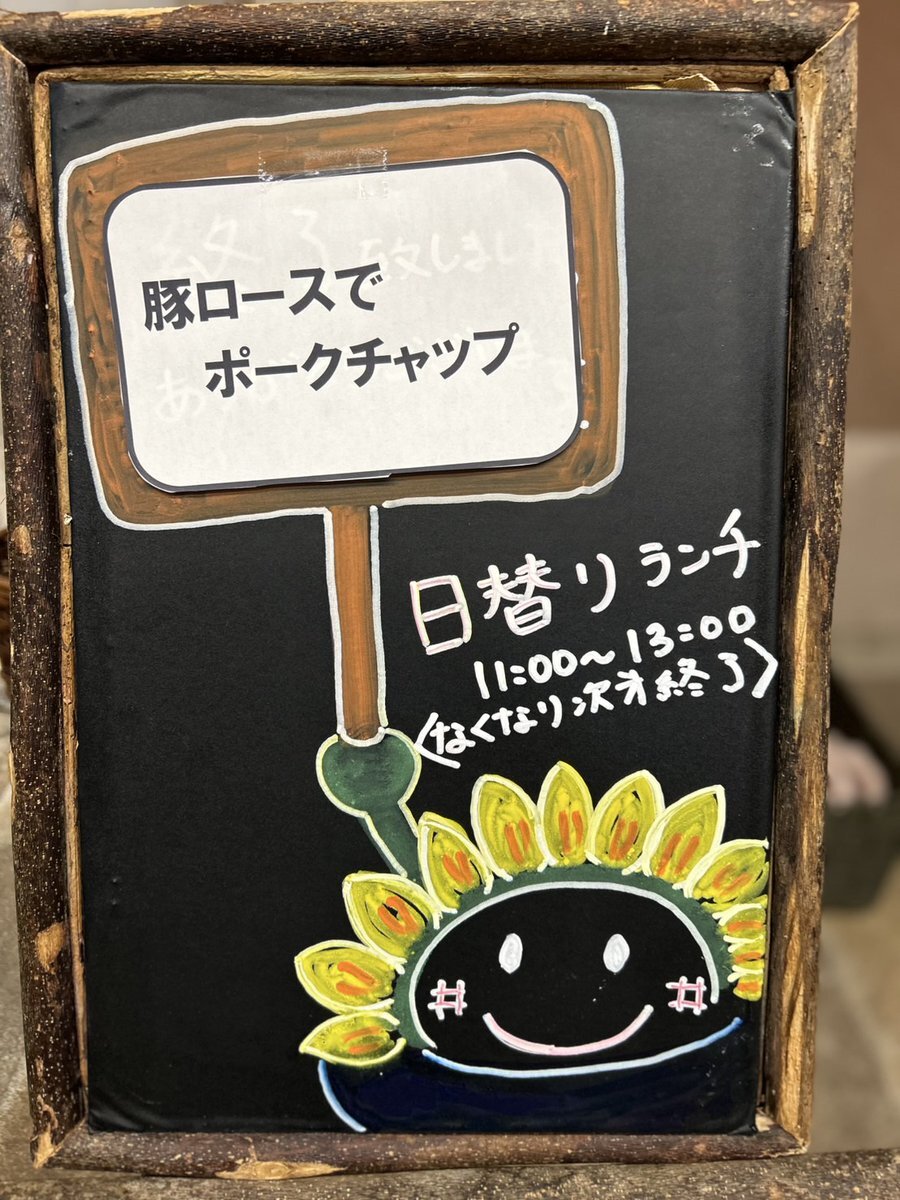 豚ロースで
ポークチャップ
日替りランチ
11:00〜13:00
〈なくなり次才終了〉